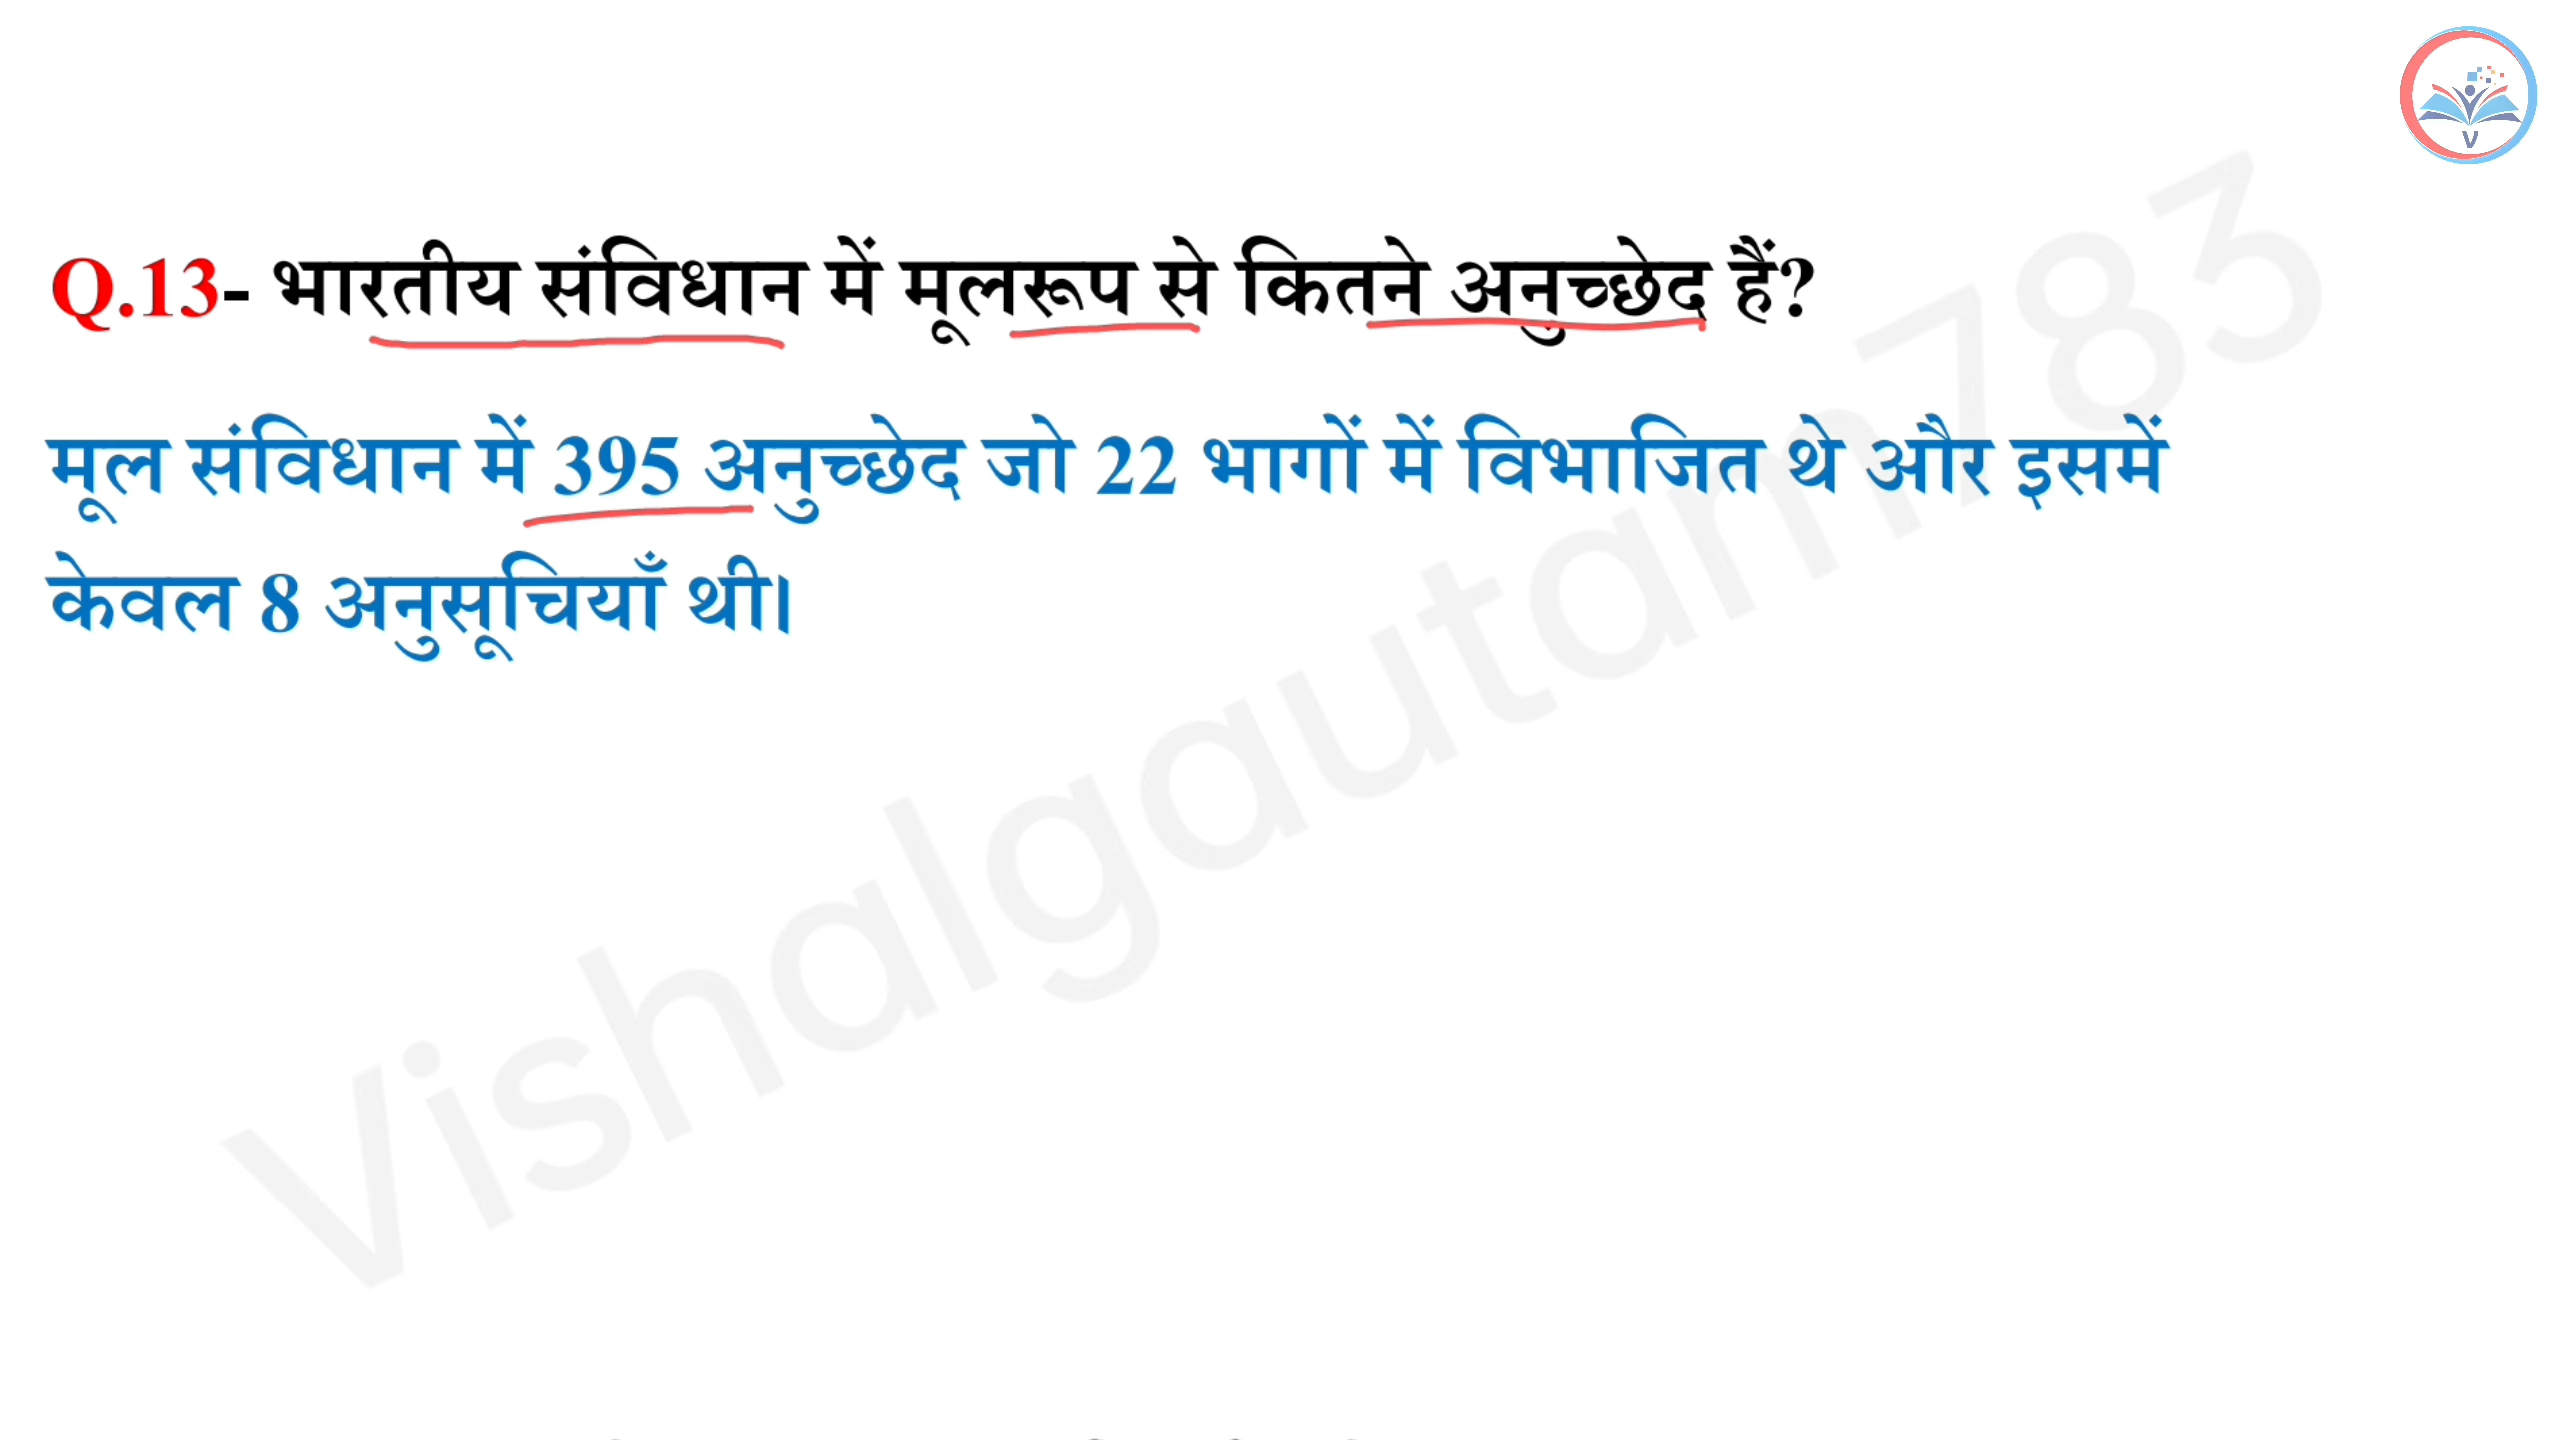 V
Q.13- भारतीय संविधान में मूलरूप से कितने अनुच्छेद हैं?
मूल संविधान में 395 अनुच्छेद जो 22 भागों में विभाजित थे और इसमें
केवल 8 अनुसूचियाँ थी।
Vishalgautam783